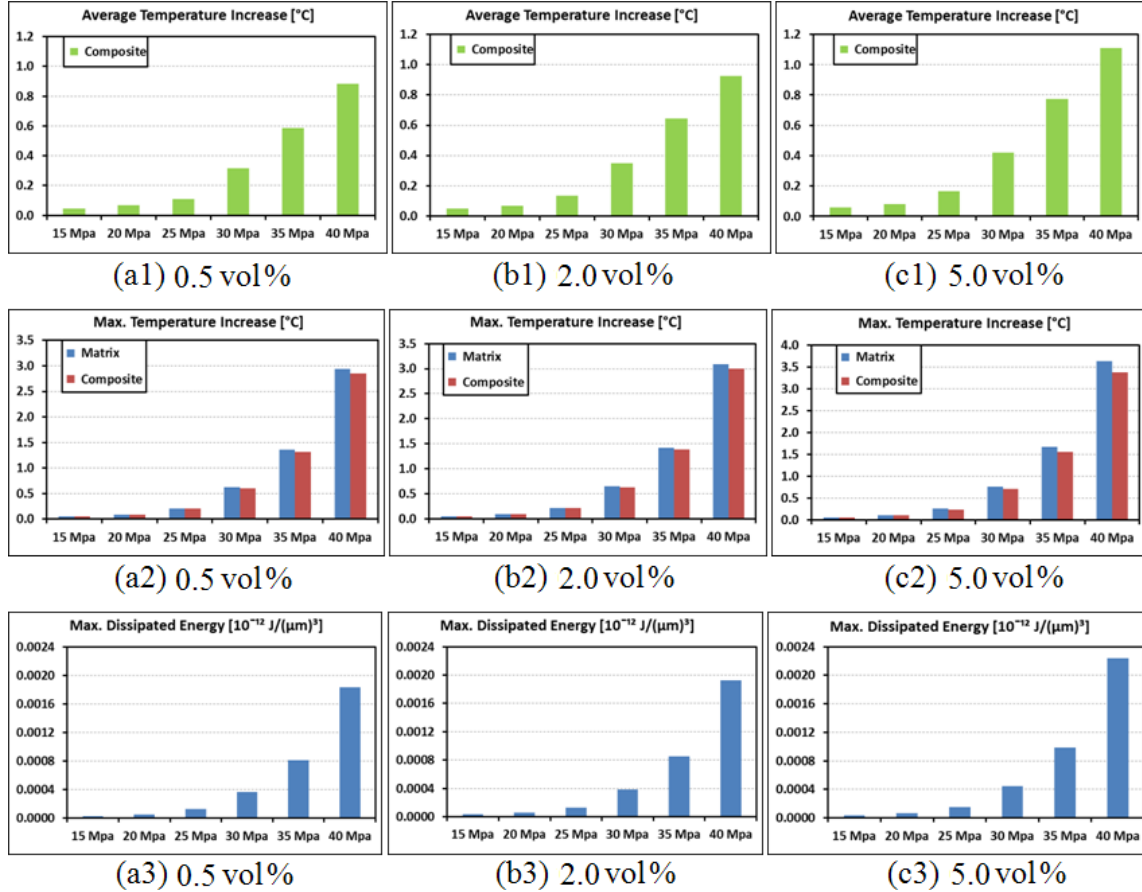 Average Temperature Increase [°C]
1.2
1.0
0.8
0.6
0.4
0.2
0.0
Composite
15 Mpa 20 Mpa 25 Mpa 30 Mpa 35 Mpa 40 Mpa
(a1) 0.5 vol%
Average Temperature Increase [°C]
1.2
1.0
0.8
0.6
0.4
0.2
0.0
Composite
15 Mpa 20 Mpa 25 Mpa 30 Mpa 35 Mpa 40 Mpa
(b1) 2.0 vol%
Average Temperature Increase [°C]
1.2
1.0
0.8
0.6
0.4
0.2
0.0
Composite
15 Mpa 20 Mpa 25 Mpa 30 Mpa 35 Mpa 40 Mpa
(c1) 5.0 vol%
Max. Temperature Increase [°C]
3.5
3.0
2.5
2.0
1.5
1.0
0.5
0.0
Matrix
Composite
15 Mpa 20 Mpa 25 Mpa 30 Mpa 35 Mpa 40 Mpa
(a2) 0.5 vol%
Max. Temperature Increase [°C]
3.5
3.0
2.5
2.0
1.5
1.0
0.5
0.0
Matrix
Composite
15 Mpa 20 Mpa 25 Mpa 30 Mpa 35 Mpa 40 Mpa
(b2) 2.0 vol%
Max. Temperature Increase [°C]
4.0
3.5
3.0
2.5
2.0
1.5
1.0
0.5
0.0
Matrix
Composite
15 Mpa 20 Mpa 25 Mpa 30 Mpa 35 Mpa 40 Mpa
(c2) 5.0 vol%
Max. Dissipated Energy [10⁻¹² J/(µm)³]
0.0024
0.0020
0.0016
0.0012
0.0008
0.0004
0.0000
15 Mpa 20 Mpa 25 Mpa 30 Mpa 35 Mpa 40 Mpa
(a3) 0.5 vol%
Max. Dissipated Energy [10⁻¹² J/(µm)³]
0.0024
0.0020
0.0016
0.0012
0.0008
0.0004
0.0000
15 Mpa 20 Mpa 25 Mpa 30 Mpa 35 Mpa 40 Mpa
(b3) 2.0 vol%
Max. Dissipated Energy [10⁻¹² J/(µm)³]
0.0024
0.0020
0.0016
0.0012
0.0008
0.0004
0.0000
15 Mpa 20 Mpa 25 Mpa 30 Mpa 35 Mpa 40 Mpa
(c3) 5.0 vol%